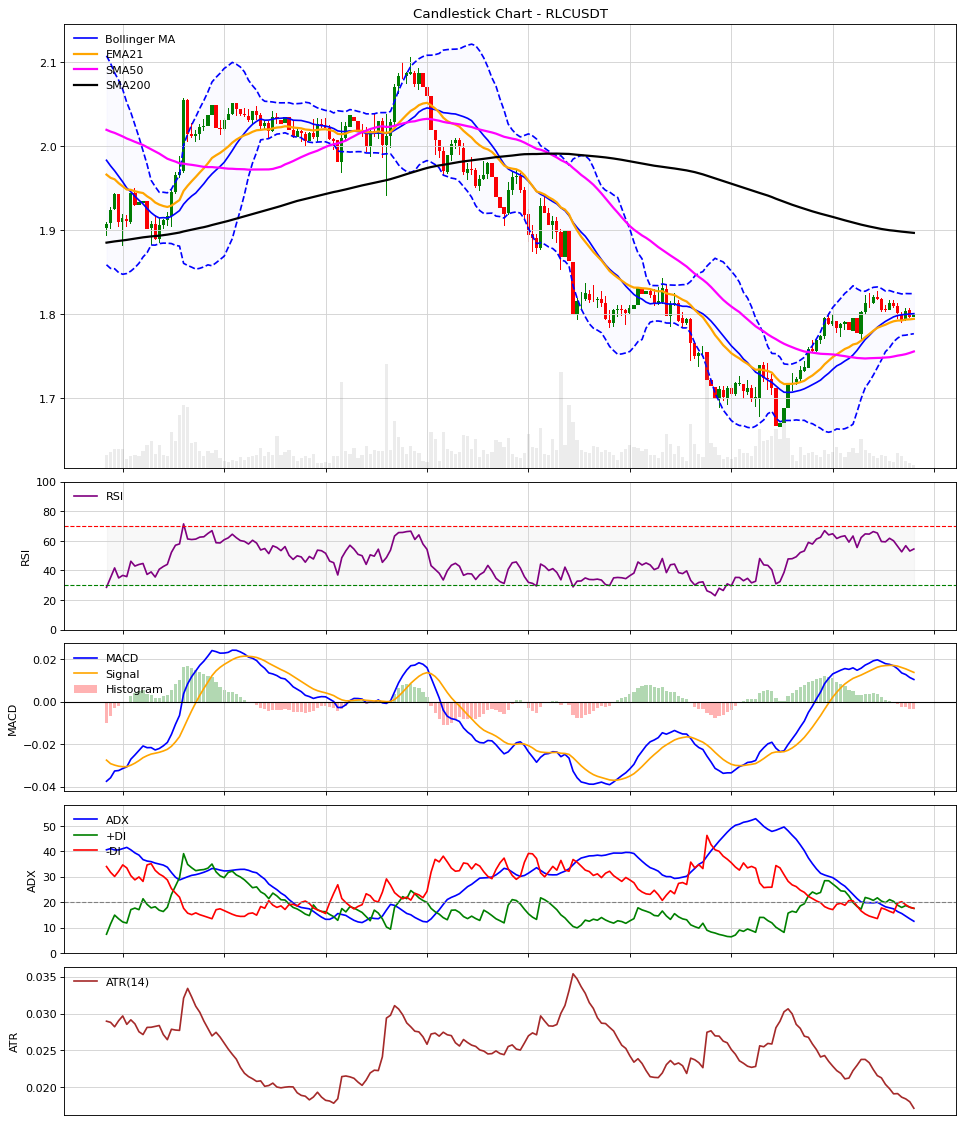 Candlestick Chart - RLCUSDT
Bollinger MA
EMA21
SMA50
SMA200
2.1
2.0
1.9
1.8
1.7
RSI
100
80
60
40
20
0
RSI
MACD
Signal
Histogram
0.02
0.00
−0.02
−0.04
MACD
ADX
+DI
-DI
50
40
30
20
10
0
ADX
ATR(14)
0.035
0.030
0.025
0.020
ATR